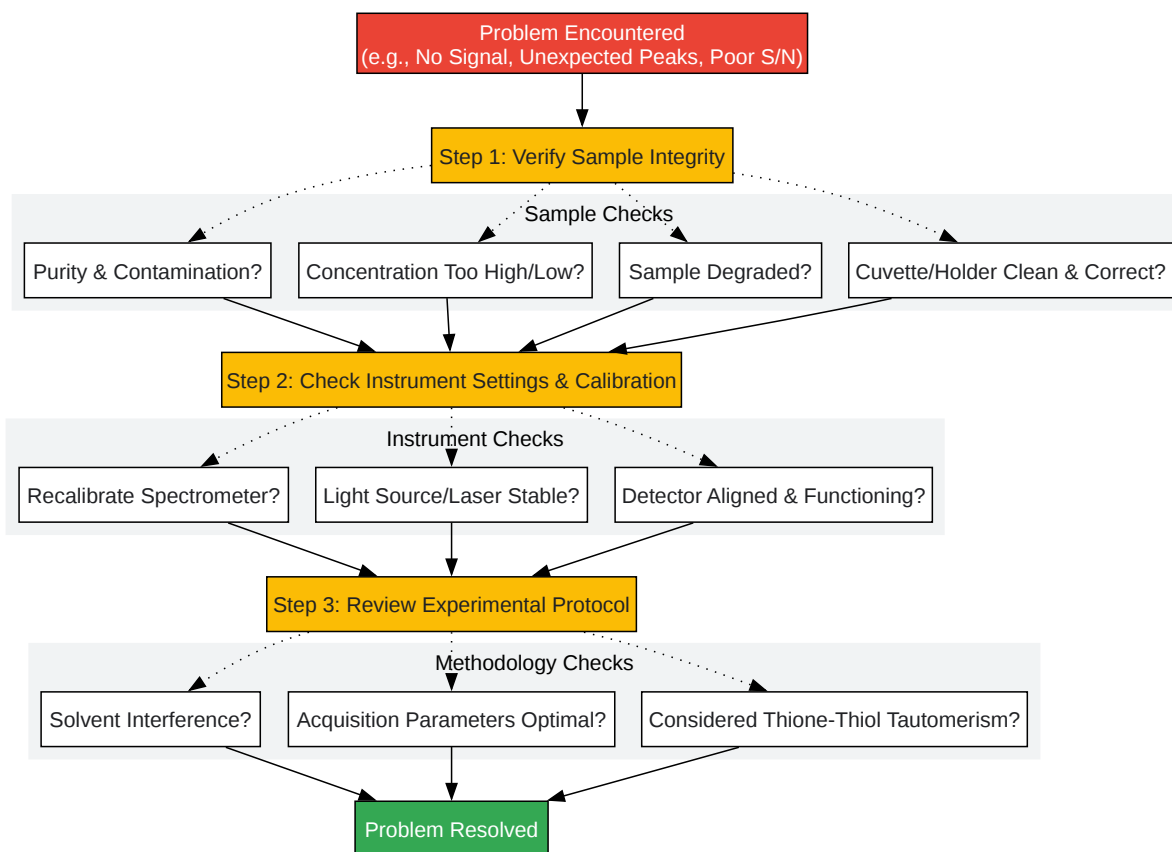 Problem Encountered
(e.g., No Signal, Unexpected Peaks, Poor S/N)
Step 1: Verify Sample Integrity
Sample Checks
Purity & Contamination?
Concentration Too High/Low?
Sample Degraded?
Cuvette/Holder Clean & Correct?
Step 2: Check Instrument Settings & Calibration
Instrument Checks
Recalibrate Spectrometer?
Light Source/Laser Stable?
Detector Aligned & Functioning?
Step 3: Review Experimental Protocol
Methodology Checks
Solvent Interference?
Acquisition Parameters Optimal?
Considered Thione-Thiol Tautomerism?
Problem Resolved